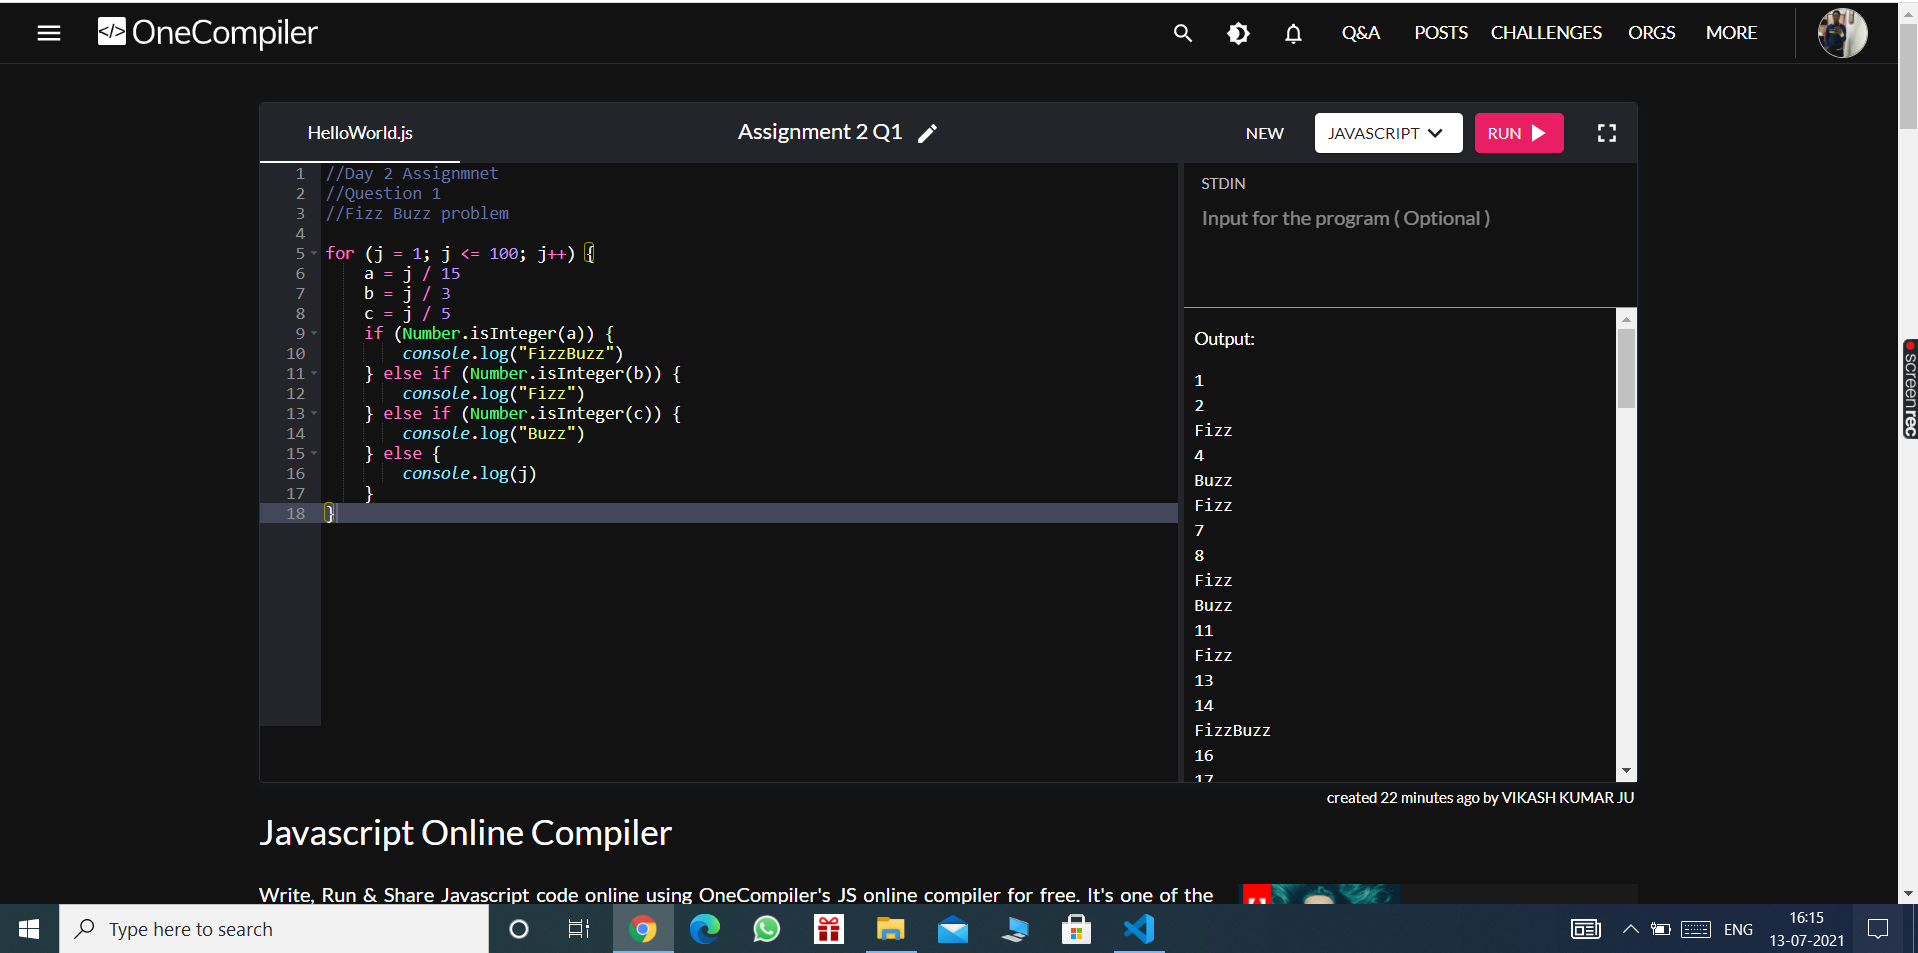 </> OneCompiler
Q&A POSTS CHALLENGES ORGS MORE
HelloWorld.js
Assignment 2 Q1
NEW
JAVASCRIPT
RUN
1 //Day 2 Assignmnet
2 //Question 1
3 //Fizz Buzz problem
4
5 for (j = 1; j <= 100; j++) {
6 a = j / 15
7 b = j / 3
8 c = j / 5
9 if (Number.isInteger(a)) {
10 console.log("FizzBuzz")
11 } else if (Number.isInteger(b)) {
12 console.log("Fizz")
13 } else if (Number.isInteger(c)) {
14 console.log("Buzz")
15 } else {
16 console.log(j)
17 }
18 }
STDIN
Input for the program ( Optional )
Output:
1
2
Fizz
4
Buzz
Fizz
7
8
Fizz
Buzz
11
Fizz
13
14
FizzBuzz
16
17
created 22 minutes ago by VIKASH KUMAR JU
screenrec
Javascript Online Compiler
Write, Run & Share Javascript code online using OneCompiler's JS online compiler for free. It's one of the
Type here to search
ENG
16:15
13-07-2021